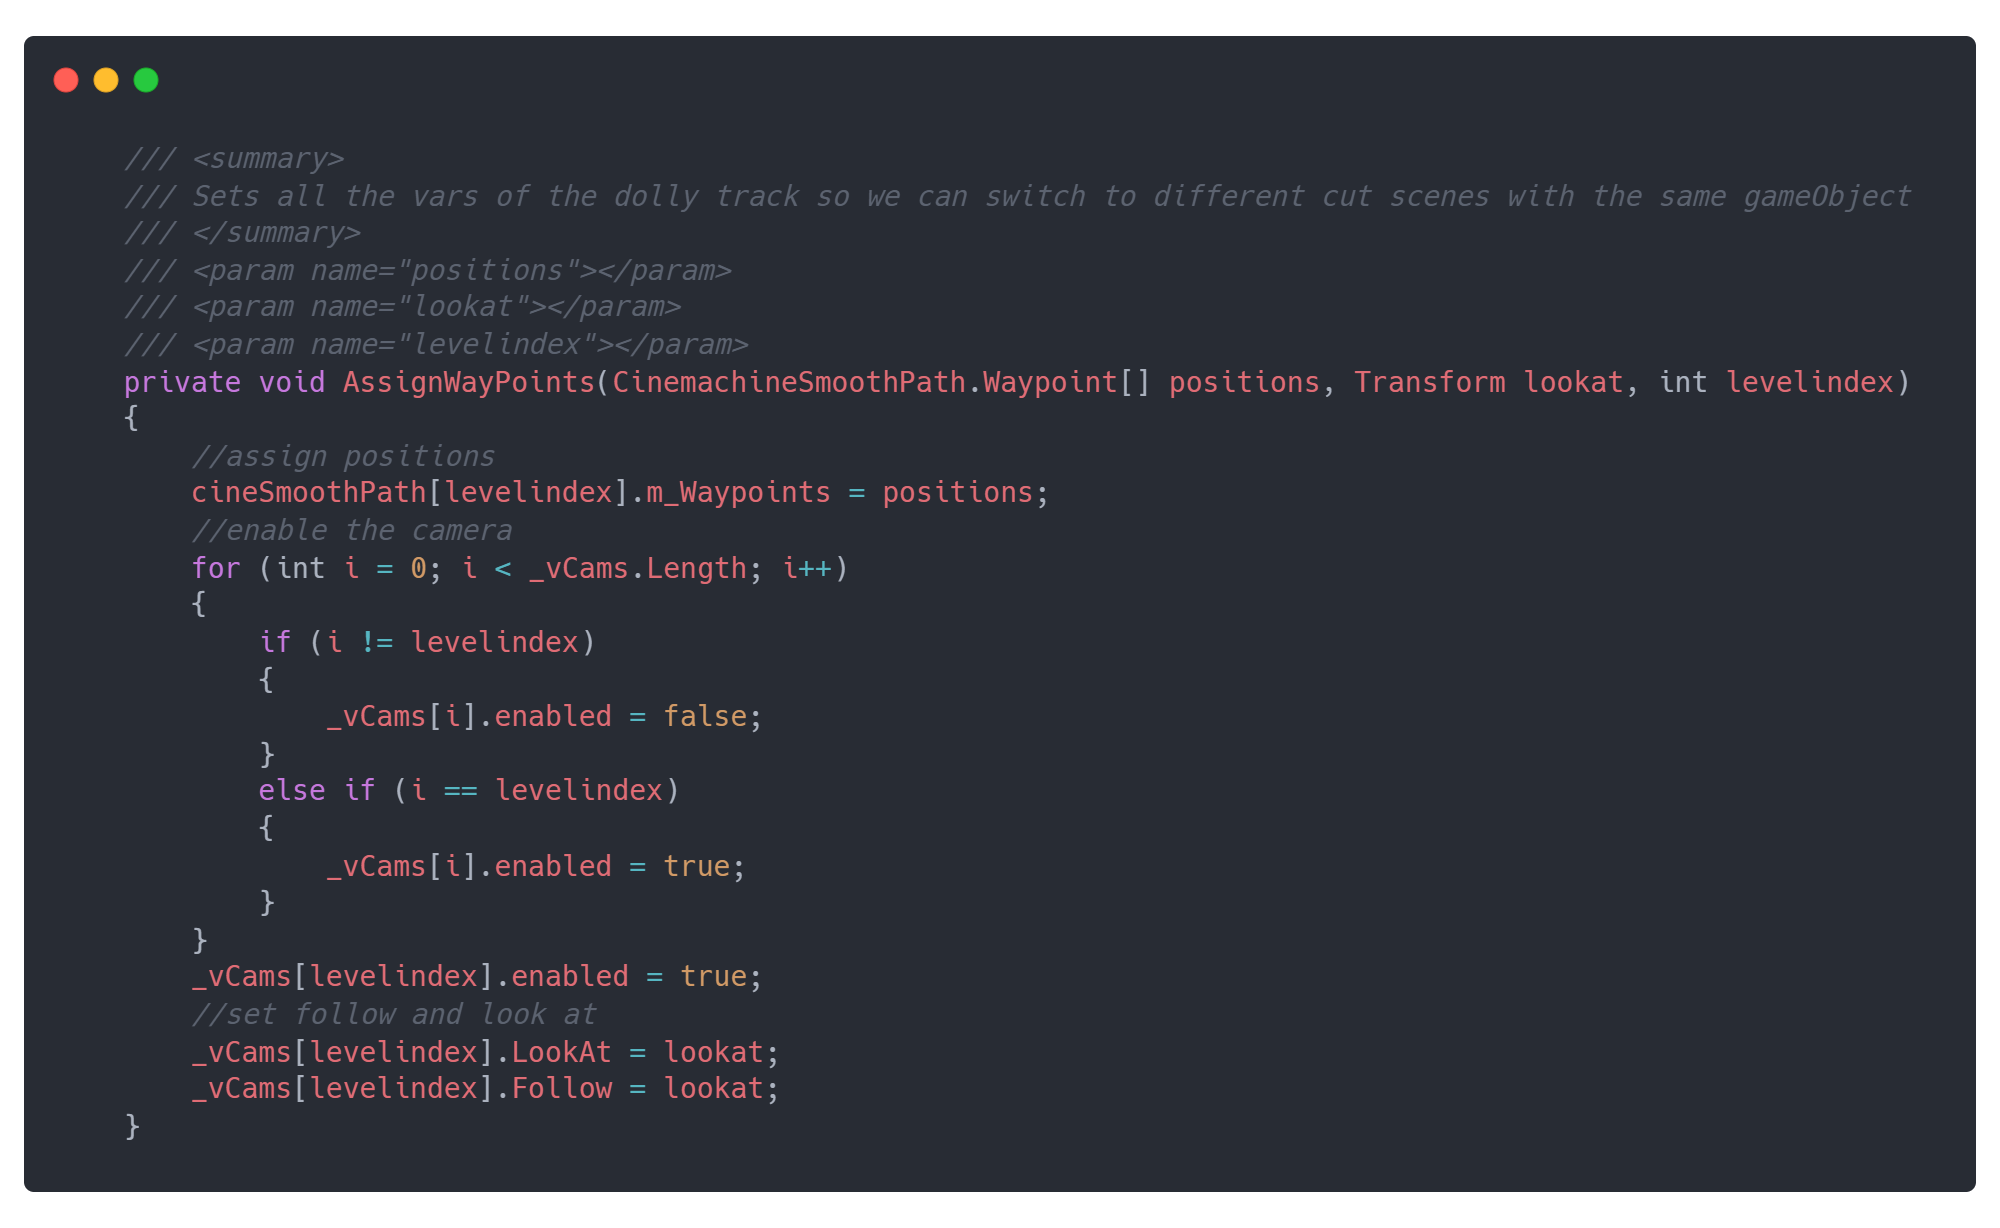 /// <summary>
/// Sets all the vars of the dolly track so we can switch to different cut scenes with the same gameObject
/// </summary>
/// <param name="positions"></param>
/// <param name="lookat"></param>
/// <param name="levelindex"></param>
private void AssignWayPoints(CinemachineSmoothPath.Waypoint[] positions, Transform lookat, int levelindex)
{
    //assign positions
    cineSmoothPath[levelindex].m_Waypoints = positions;
    //enable the camera
    for (int i = 0; i < _vCams.Length; i++)
    {
        if (i != levelindex)
        {
            _vCams[i].enabled = false;
        }
        else if (i == levelindex)
        {
            _vCams[i].enabled = true;
        }
    }
    _vCams[levelindex].enabled = true;
    //set follow and look at
    _vCams[levelindex].LookAt = lookat;
    _vCams[levelindex].Follow = lookat;
}